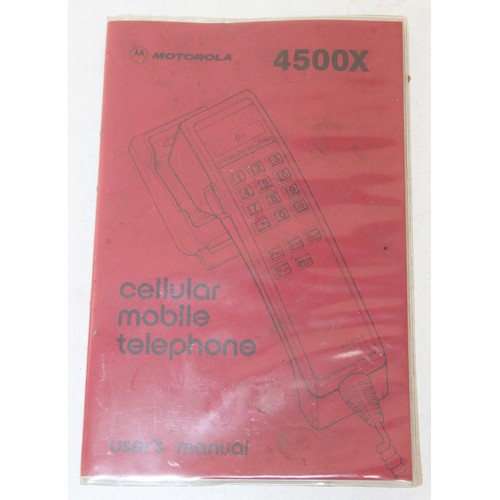 MOTOROLA 4500X
cellular
mobile
telephone
user's manual